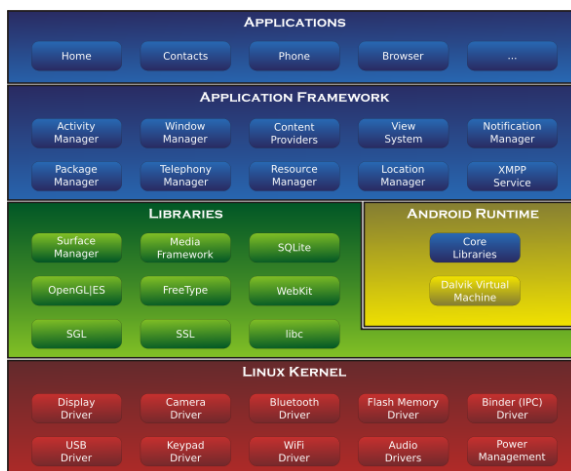 APPLICATIONS
Home Contacts Phone Browser ...
APPLICATION FRAMEWORK
Activity Manager Window Manager Content Providers View System Notification Manager
Package Manager Telephony Manager Resource Manager Location Manager XMPP Service
LIBRARIES
Surface Manager Media Framework SQLite
OpenGL|ES FreeType WebKit
SGL SSL libc
ANDROID RUNTIME
Core Libraries
Dalvik Virtual Machine
LINUX KERNEL
Display Driver Camera Driver Bluetooth Driver Flash Memory Driver Binder (IPC) Driver
USB Driver Keypad Driver WiFi Driver Audio Drivers Power Management